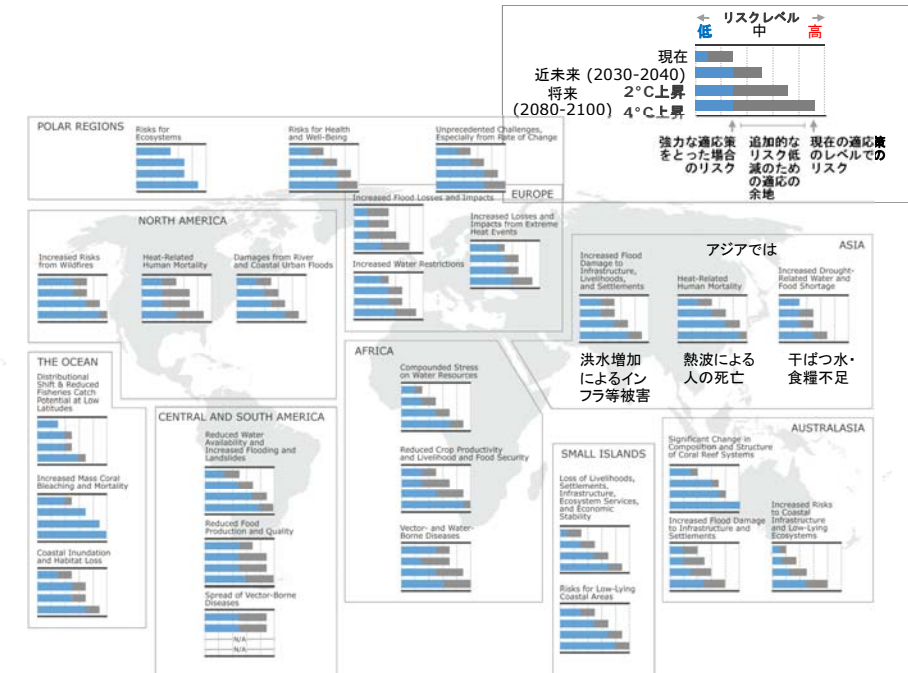 ← リスクレベル →
低 中 高
現在
近未来 (2030-2040)
将来 2°C上昇
(2080-2100) 4°C上昇
強力な適応策
をとった場合
のリスク
追加的な
リスク低
減のため
の適応の
余地
現在の適応策
のレベルでの
リスク
POLAR REGIONS
Risks for
Ecosystems
Risks for Health
and Well-Being
Unprecedented Challenges,
Especially from Rate of Change
NORTH AMERICA
Increased Risks
from Wildfires
Heat-Related
Human Mortality
Damages from River
and Coastal Urban Floods
EUROPE
Increased Flood Losses and Impacts
Increased Losses and
Impacts from Extreme
Heat Events
Increased Water Restrictions
ASIA
アジアでは
Increased Flood
Damage to
Infrastructure,
Livelihoods,
and Settlements
Heat-Related
Human Mortality
Increased Drought-
Related Water and
Food Shortage
洪水増加
によるイン
フラ等被害
熱波による
人の死亡
干ばつ水・
食糧不足
THE OCEAN
Distributional
Shift & Reduced
Fisheries Catch
Potential at Low
Latitudes
Increased Mass Coral
Bleaching and Mortality
Coastal Inundation
and Habitat Loss
CENTRAL AND SOUTH AMERICA
Reduced Water
Availability and
Increased Flooding and
Landslides
Reduced Food
Production and Quality
Spread of Vector-Borne
Diseases
N/A
N/A
AFRICA
Compounded Stress
on Water Resources
Reduced Crop Productivity
and Livelihood and Food Security
Vector- and Water-
Borne Diseases
SMALL ISLANDS
Loss of Livelihoods,
Settlements,
Infrastructure,
Ecosystem Services,
and Economic
Stability
Risks for Low-Lying
Coastal Areas
AUSTRALASIA
Significant Change in
Composition and Structure
of Coral Reef Systems
Increased Flood Damage
to Infrastructure and
Settlements
Increased Risks
to Coastal
Infrastructure
and Low-Lying
Ecosystems